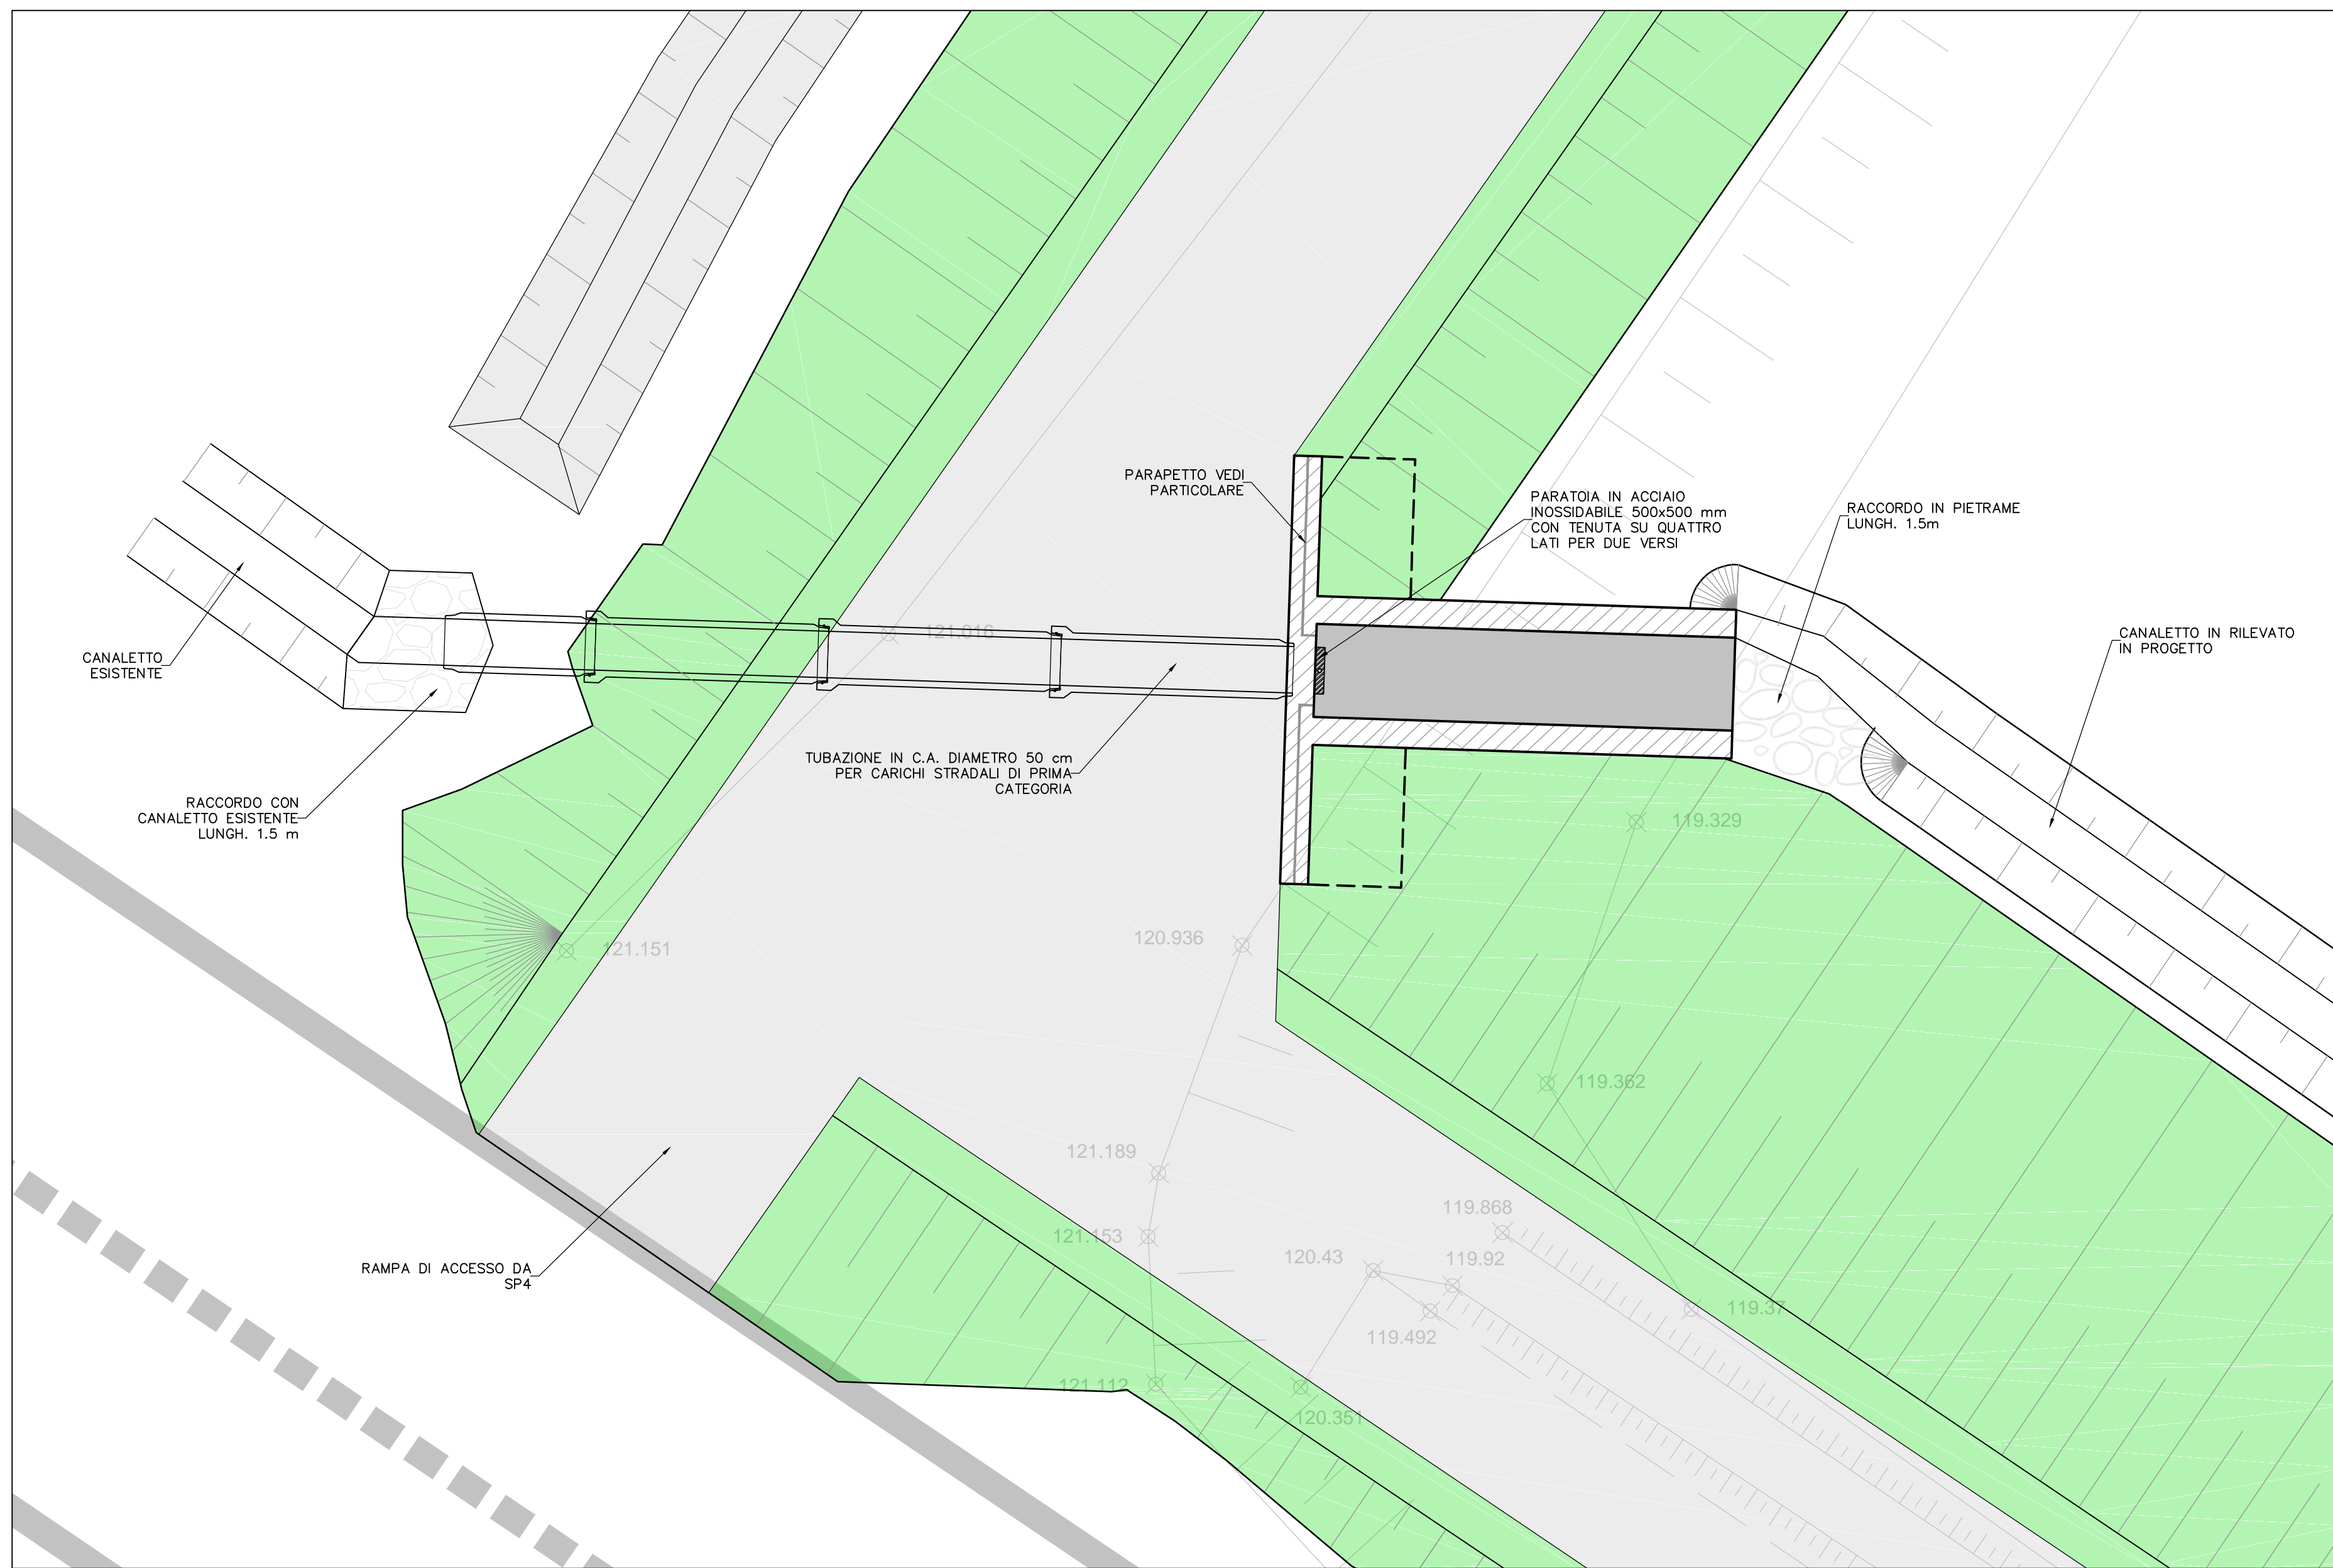 PARAPETTO VEDI
PARTICOLARE
PARATOIA IN ACCIAIO
INOSSIDABILE 500x500 mm
CON TENUTA SU QUATTRO
LATI PER DUE VERSI
RACCORDO IN PIETRAME
LUNGH. 1.5m
CANALETTO IN RILEVATO
IN PROGETTO
121.016
CANALETTO
ESISTENTE
TUBAZIONE IN C.A. DIAMETRO 50 cm
PER CARICHI STRADALI DI PRIMA
CATEGORIA
RACCORDO CON
CANALETTO ESISTENTE
LUNGH. 1.5 m
119.329
120.936
121.151
119.362
121.189
119.868
121.153
120.43
119.92
RAMPA DI ACCESSO DA
SP4
119.37
119.492
121.112
120.351